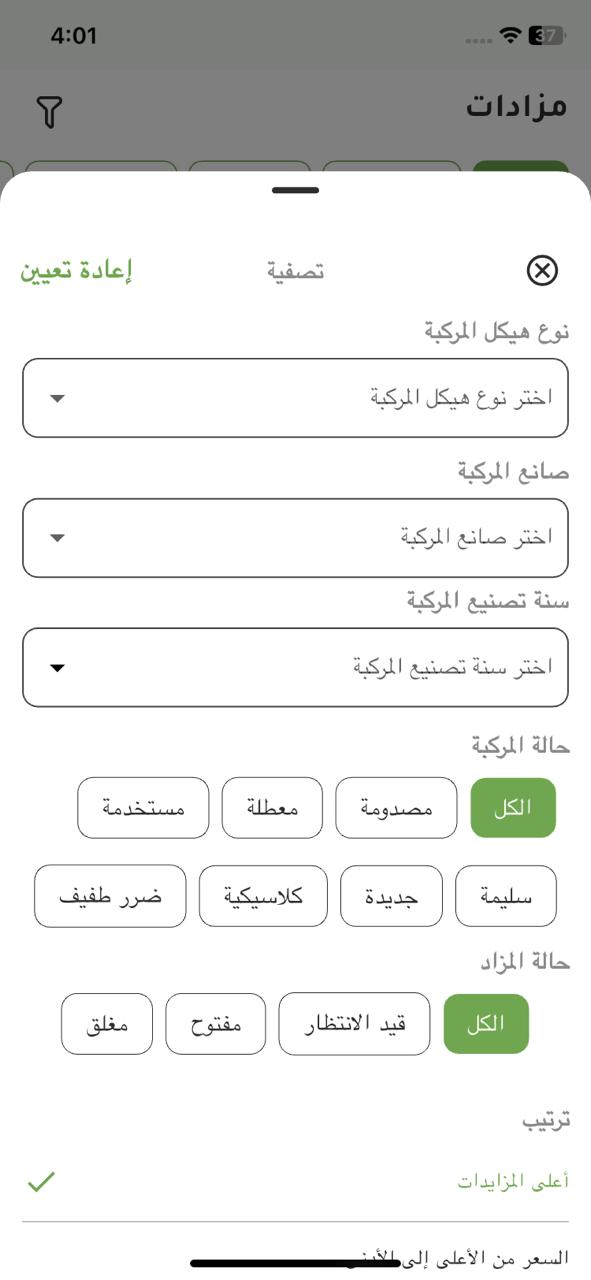 4:01
37
مزادات
تصفية
إعادة تعيين
نوع هيكل المركبة
اختر نوع هيكل المركبة
صانع المركبة
اختر صانع المركبة
سنة تصنيع المركبة
اختر سنة تصنيع المركبة
حالة المركبة
الكل مصدومة معطلة مستخدمة
سليمة جديدة كلاسيكية ضرر طفيف
حالة المزاد
الكل قيد الانتظار مفتوح مغلق
ترتيب
أعلى المزايدات
السعر من الأعلى إلى الأدنى